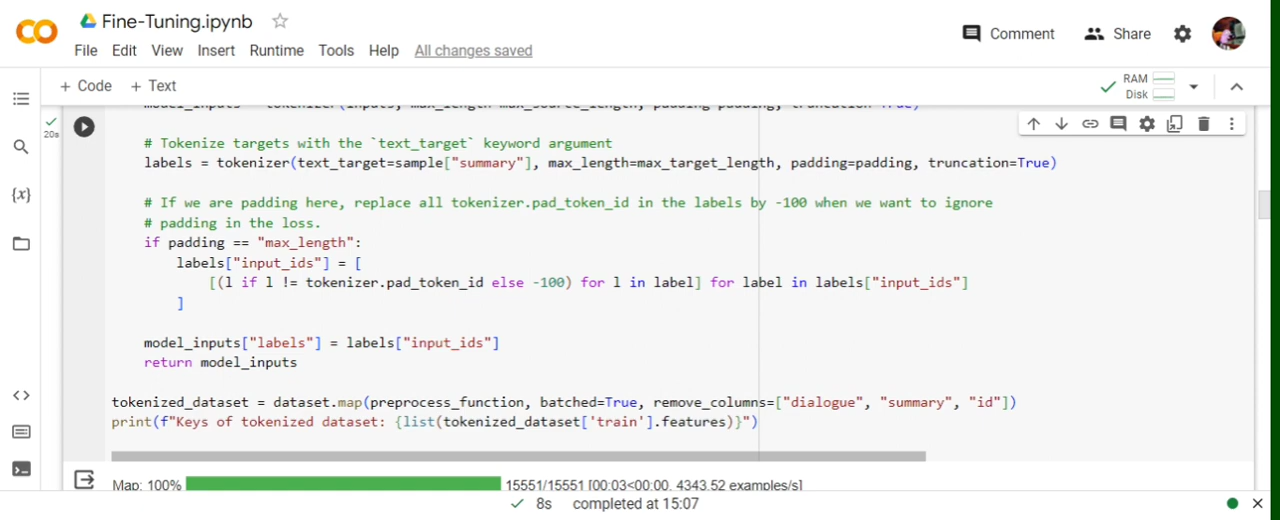 Fine-Tuning.ipynb
File Edit View Insert Runtime Tools Help All changes saved
Comment Share
+ Code + Text
RAM
Disk
20s
# Tokenize targets with the `text_target` keyword argument
labels = tokenizer(text_target=sample["summary"], max_length=max_target_length, padding=padding, truncation=True)
# If we are padding here, replace all tokenizer.pad_token_id in the labels by -100 when we want to ignore
# padding in the loss.
if padding == "max_length":
labels["input_ids"] = [
[(l if l != tokenizer.pad_token_id else -100) for l in label] for label in labels["input_ids"]
]
model_inputs["labels"] = labels["input_ids"]
return model_inputs
tokenized_dataset = dataset.map(preprocess_function, batched=True, remove_columns=["dialogue", "summary", "id"])
print(f"Keys of tokenized dataset: {list(tokenized_dataset['train'].features)}")
Map: 100% 15551/15551 [00:03<00:00, 4343.52 examples/s]
8s completed at 15:07